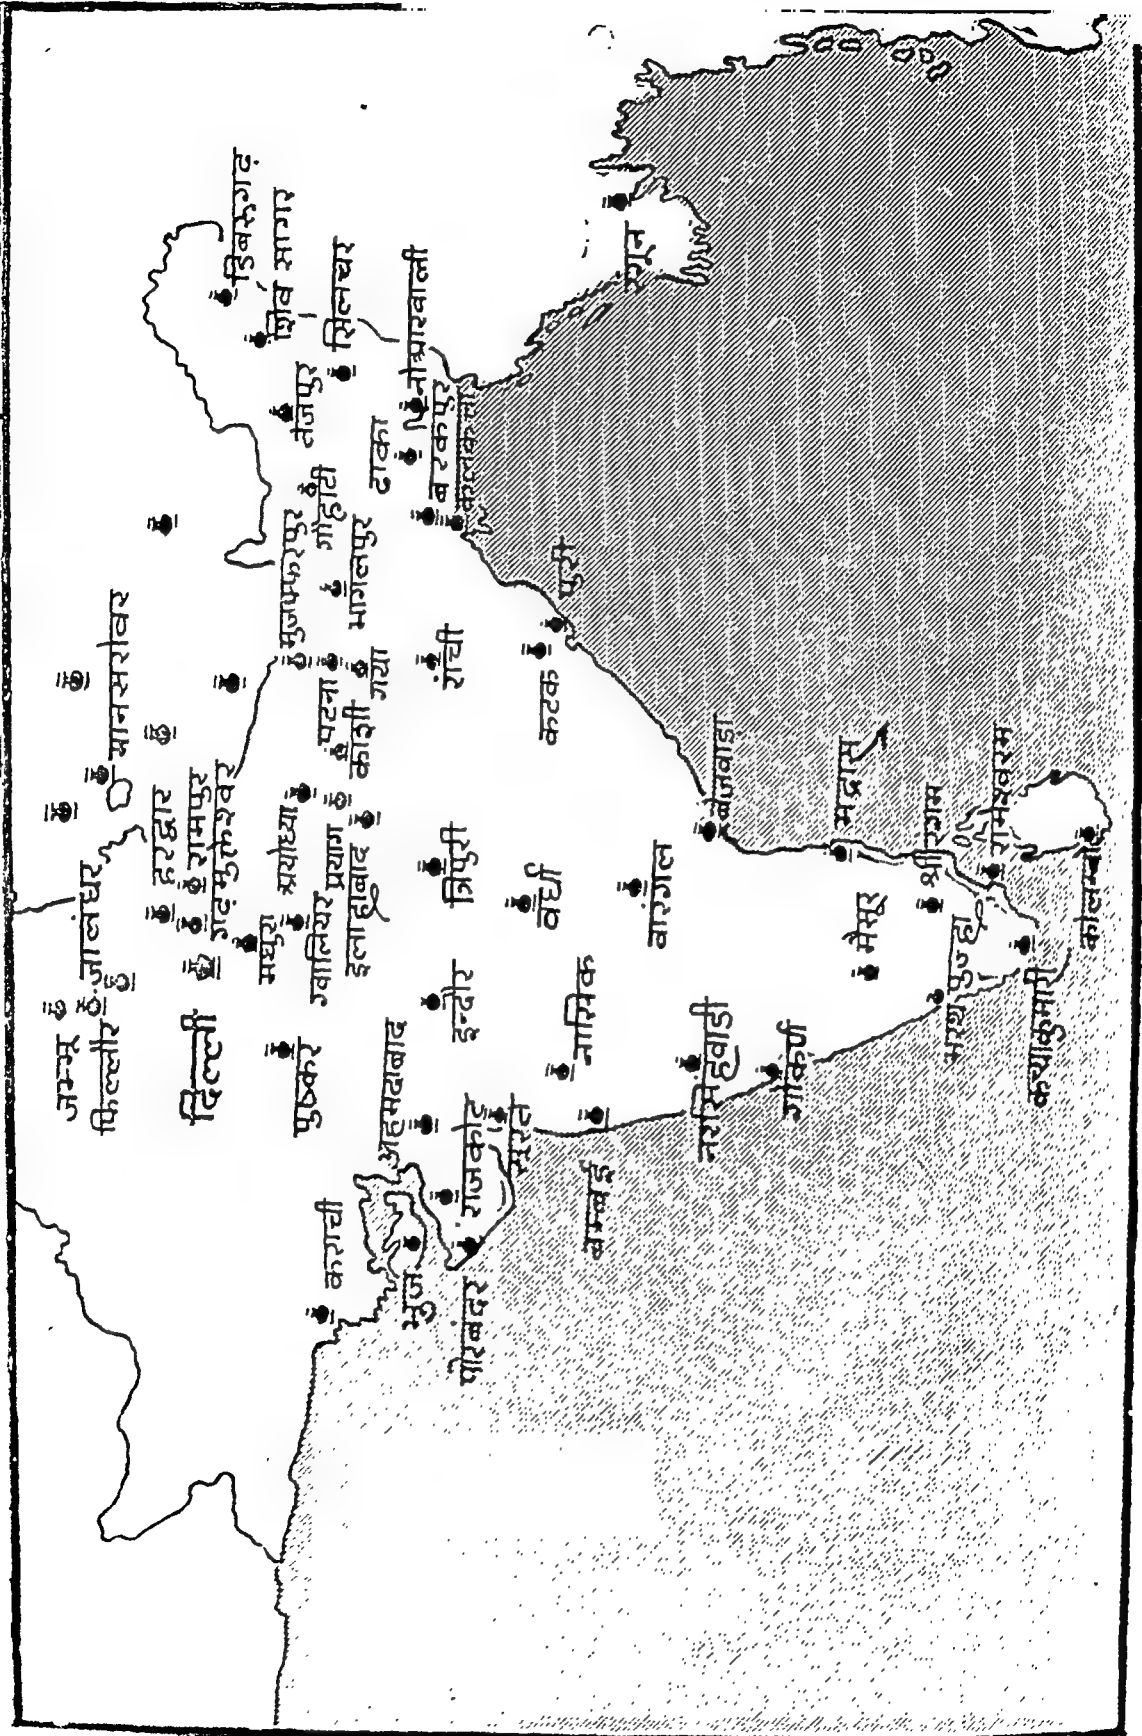 जम्मू
फिल्लौर
जालंधर
मानसरोवर
हरद्वार
रामपुर
गढ़ मुक्तेश्वर
दिल्ली
मथुरा
पुष्कर
ग्वालियर
इलाहाबाद
प्रयाग
अयोध्या
काशी
पटना
गया
मुजफ्फरपुर
भागलपुर
गौहाटी
तेजपुर
शिव सागर
डिबरूगढ़
सिलचर
ढाका
नोआखाली
बैरकपुर
कलकत्ता
रांची
कटक
पुरी
रंगून
करांची
भुज
अहमदाबाद
राजकोट
पोरबंदर
सूरत
इन्दौर
त्रिपुरी
वर्धा
नासिक
बम्बई
वारंगल
बेजवाडा
नरसिंहवाडी
गोकर्ण
मैसूर
मद्रास
श्रीरंगम
रामेश्वरम
कोलम्बो